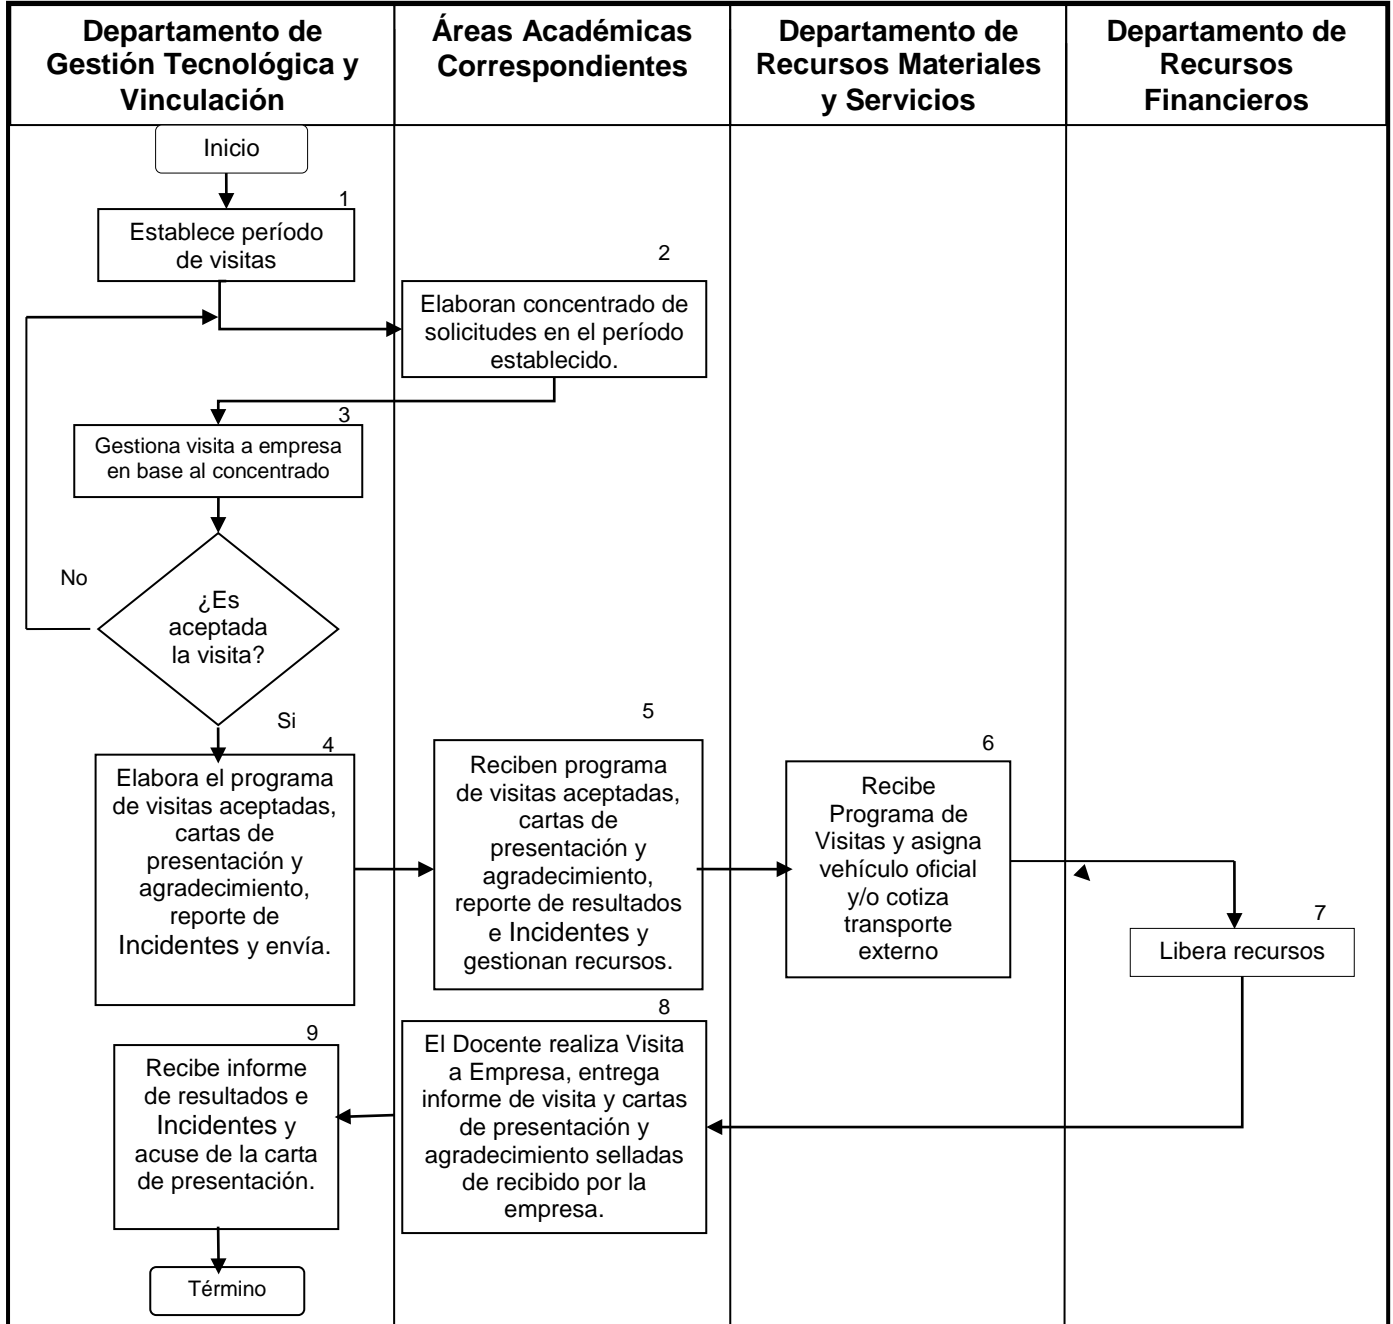 Departamento de
Gestión Tecnológica y
Vinculación
Áreas Académicas
Correspondientes
Departamento de
Recursos Materiales
y Servicios
Departamento de
Recursos
Financieros
Inicio
1
Establece período
de visitas
2
Elaboran concentrado de
solicitudes en el período
establecido.
3
Gestiona visita a empresa
en base al concentrado
No
¿Es
aceptada
la visita?
Si
4
Elabora el programa
de visitas aceptadas,
cartas de
presentación y
agradecimiento,
reporte de
Incidentes y envía.
5
Reciben programa
de visitas aceptadas,
cartas de
presentación y
agradecimiento,
reporte de resultados
e Incidentes y
gestionan recursos.
6
Recibe
Programa de
Visitas y asigna
vehículo oficial
y/o cotiza
transporte
externo
7
Libera recursos
8
El Docente realiza Visita
a Empresa, entrega
informe de visita y cartas
de presentación y
agradecimiento selladas
de recibido por la
empresa.
9
Recibe informe
de resultados e
Incidentes y
acuse de la carta
de presentación.
Término